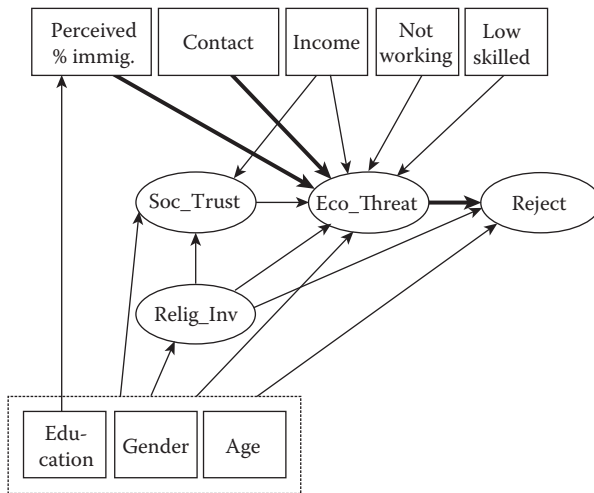 Perceived
% immig.
Contact
Income
Not
working
Low
skilled
Soc_Trust
Eco_Threat
Reject
Relig_Inv
Edu-
cation
Gender
Age